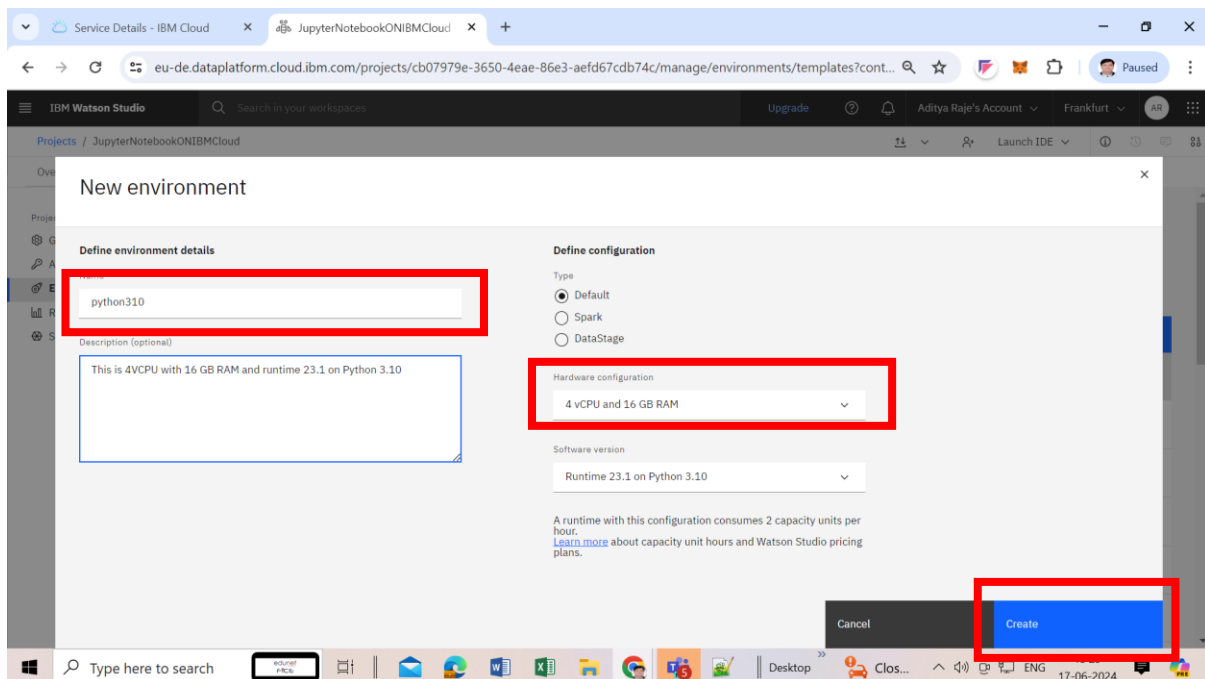 Service Details - IBM Cloud
JupyterNotebookONIBMCloud
eu-de.dataplatform.cloud.ibm.com/projects/cb07979e-3650-4eae-86e3-aefd67cdb74c/manage/environments/templates?cont...
Paused
IBM Watson Studio
Search in your workspaces
Upgrade
Aditya Raje's Account
Frankfurt
AR
Projects / JupyterNotebookONIBMCloud
Launch IDE
Ove
New environment
Proje
G
A
E
R
S
Define environment details
Define configuration
Type
python310
Default
Spark
Description (optional)
DataStage
This is 4VCPU with 16 GB RAM and runtime 23.1 on Python 3.10
Hardware configuration
4 vCPU and 16 GB RAM
Software version
Runtime 23.1 on Python 3.10
A runtime with this configuration consumes 2 capacity units per
hour.
Learn more about capacity unit hours and Watson Studio pricing
plans.
Cancel
Create
Type here to search
edunet
Desktop
Clos...
ENG
17-06-2024
PRE